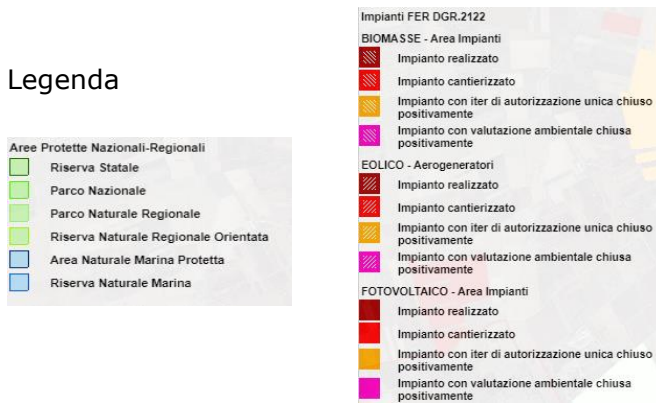 Legenda
Aree Protette Nazionali-Regionali
Riserva Statale
Parco Nazionale
Parco Naturale Regionale
Riserva Naturale Regionale Orientata
Area Naturale Marina Protetta
Riserva Naturale Marina
Impianti FER DGR.2122
BIOMASSE - Area Impianti
Impianto realizzato
Impianto cantierizzato
Impianto con iter di autorizzazione unica chiuso
positivamente
Impianto con valutazione ambientale chiusa
positivamente
EOLICO - Aerogeneratori
Impianto realizzato
Impianto cantierizzato
Impianto con iter di autorizzazione unica chiuso
positivamente
Impianto con valutazione ambientale chiusa
positivamente
FOTOVOLTAICO - Area Impianti
Impianto realizzato
Impianto cantierizzato
Impianto con iter di autorizzazione unica chiuso
positivamente
Impianto con valutazione ambientale chiusa
positivamente